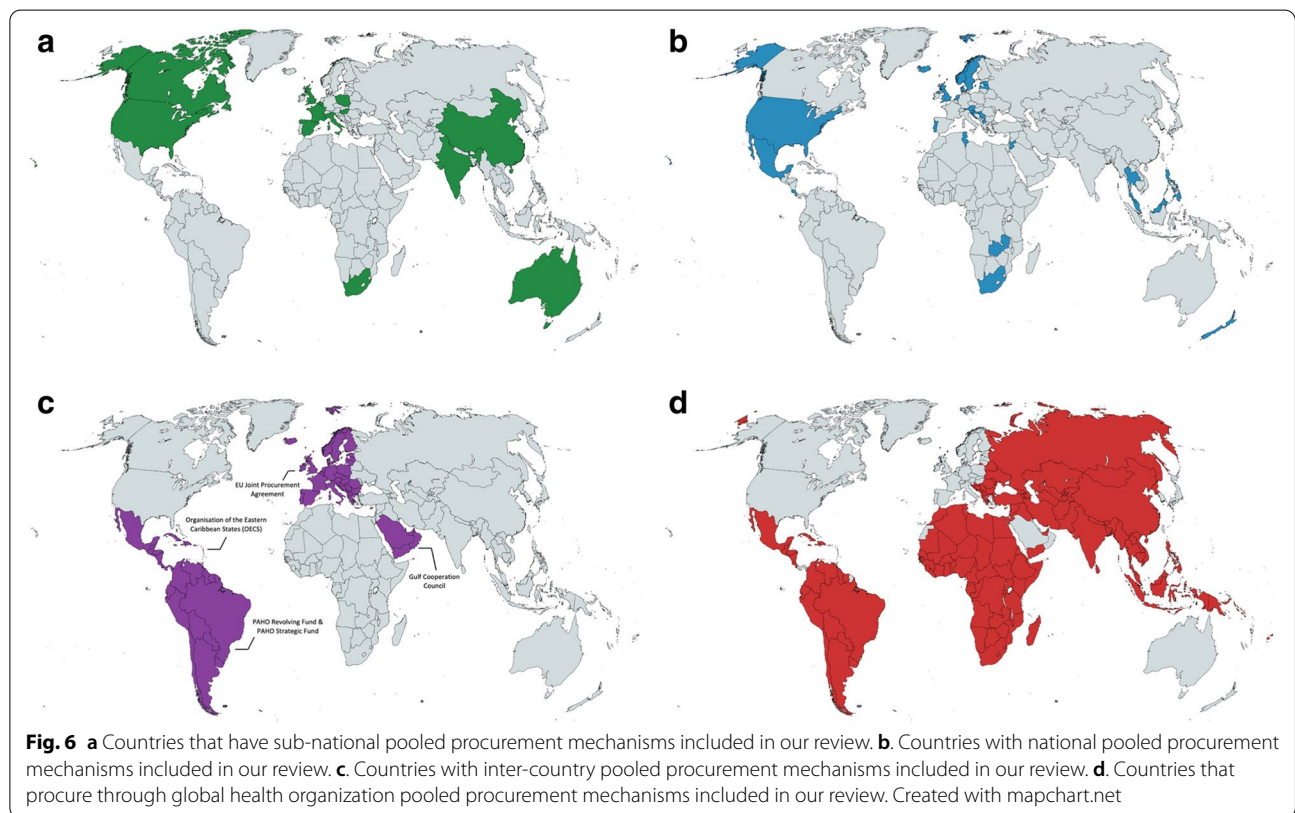 a
b
c
EU Joint Procurement
Agreement
Organisation of the Eastern
Caribbean States (OECS)
Gulf Cooperation
Council
PAHO Revolving Fund &
PAHO Strategic Fund
d
Fig. 6 a Countries that have sub-national pooled procurement mechanisms included in our review. b. Countries with national pooled procurement
mechanisms included in our review. c. Countries with inter-country pooled procurement mechanisms included in our review. d. Countries that
procure through global health organization pooled procurement mechanisms included in our review. Created with mapchart.net